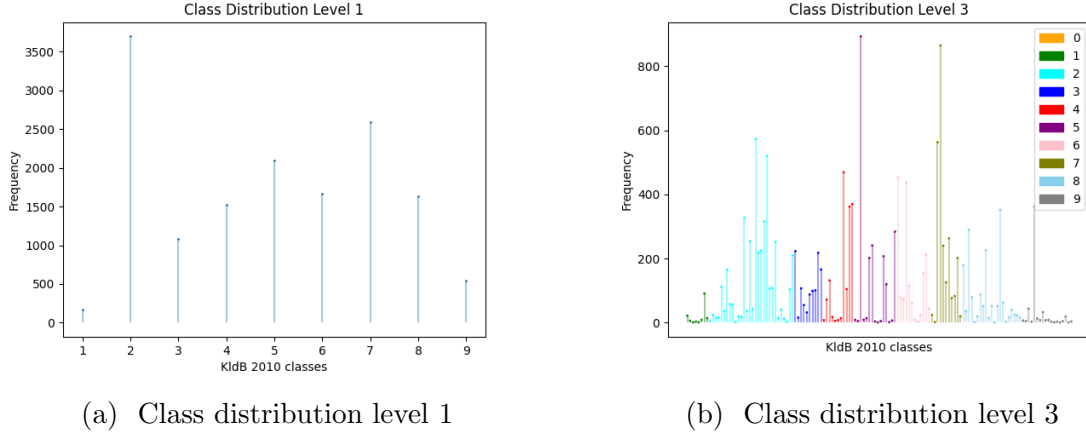 Class Distribution Level 1
3500
3000
2500
2000
1500
1000
500
0
Frequency
1 2 3 4 5 6 7 8 9
KldB 2010 classes
(a) Class distribution level 1
Class Distribution Level 3
800
600
400
200
0
Frequency
KldB 2010 classes
0
1
2
3
4
5
6
7
8
9
(b) Class distribution level 3